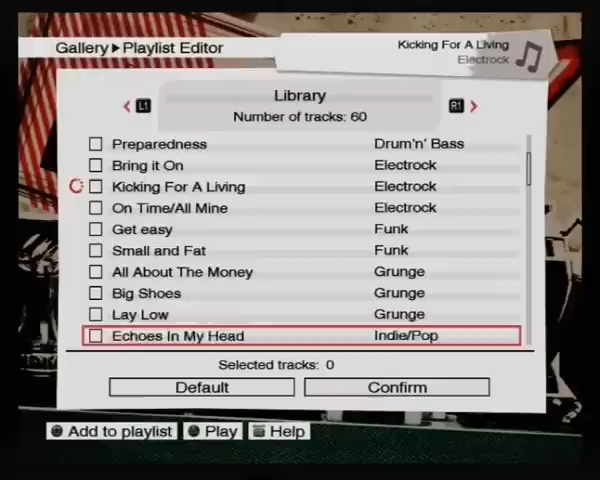 Gallery▶Playlist Editor
Kicking For A Living
Electrock
L1 Library R1
Number of tracks: 60
Preparedness Drum'n' Bass
Bring it On Electrock
Kicking For A Living Electrock
On Time/All Mine Electrock
Get easy Funk
Small and Fat Funk
All About The Money Grunge
Big Shoes Grunge
Lay Low Grunge
Echoes In My Head Indie/Pop
Selected tracks: 0
Default Confirm
Add to playlist Play Help